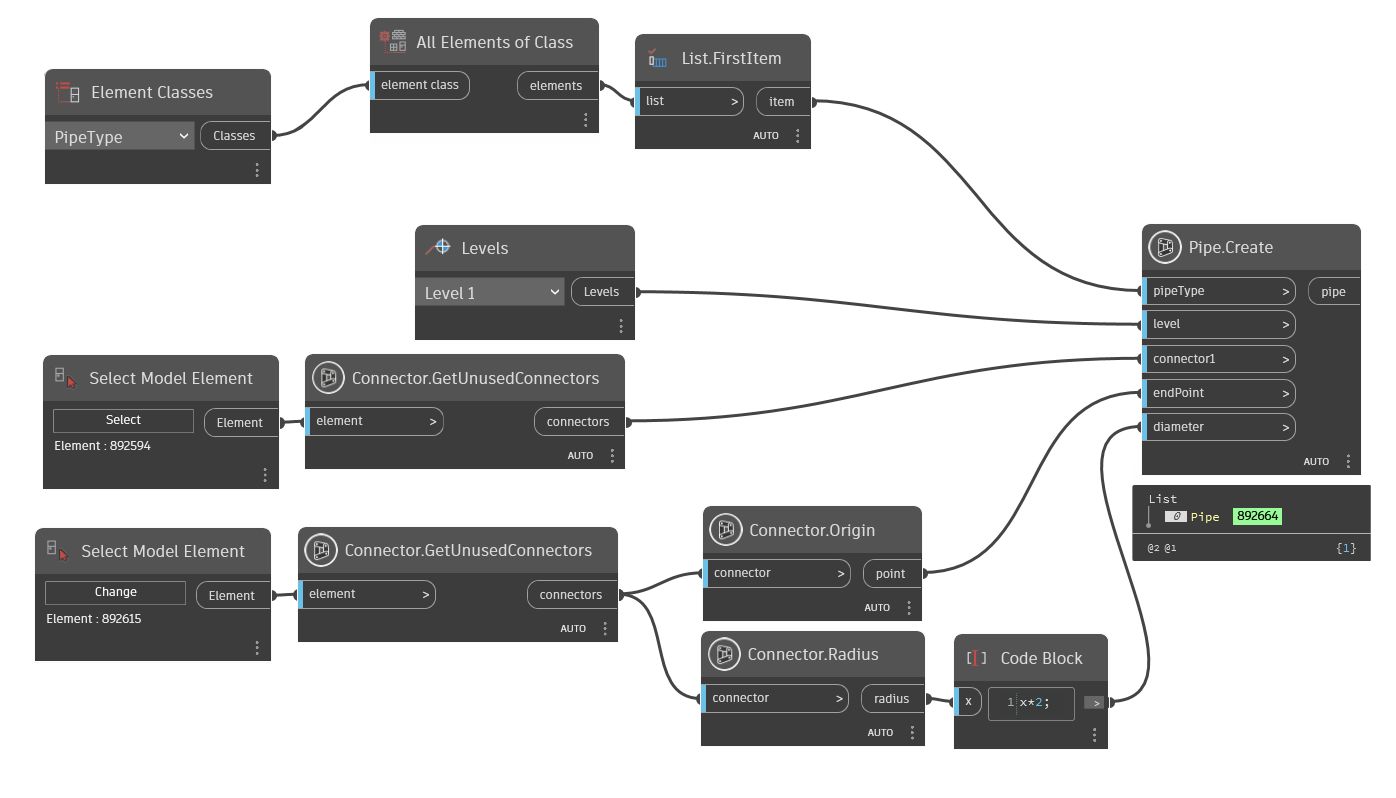 Element Classes
PipeType
Classes
All Elements of Class
element class
elements
List.FirstItem
list >
item
AUTO
Levels
Level 1
Levels
Select Model Element
Select
Element
Element : 892594
Connector.GetUnusedConnectors
element >
connectors
AUTO
Select Model Element
Change
Element
Element : 892615
Connector.GetUnusedConnectors
element >
connectors
AUTO
Connector.Origin
connector >
point
AUTO
Connector.Radius
connector >
radius
AUTO
Code Block
x
1 x*2;
>
Pipe.Create
pipeType >
pipe
level >
connector1 >
endPoint >
diameter >
AUTO
List
0 Pipe 892664
@2 @1 {1}